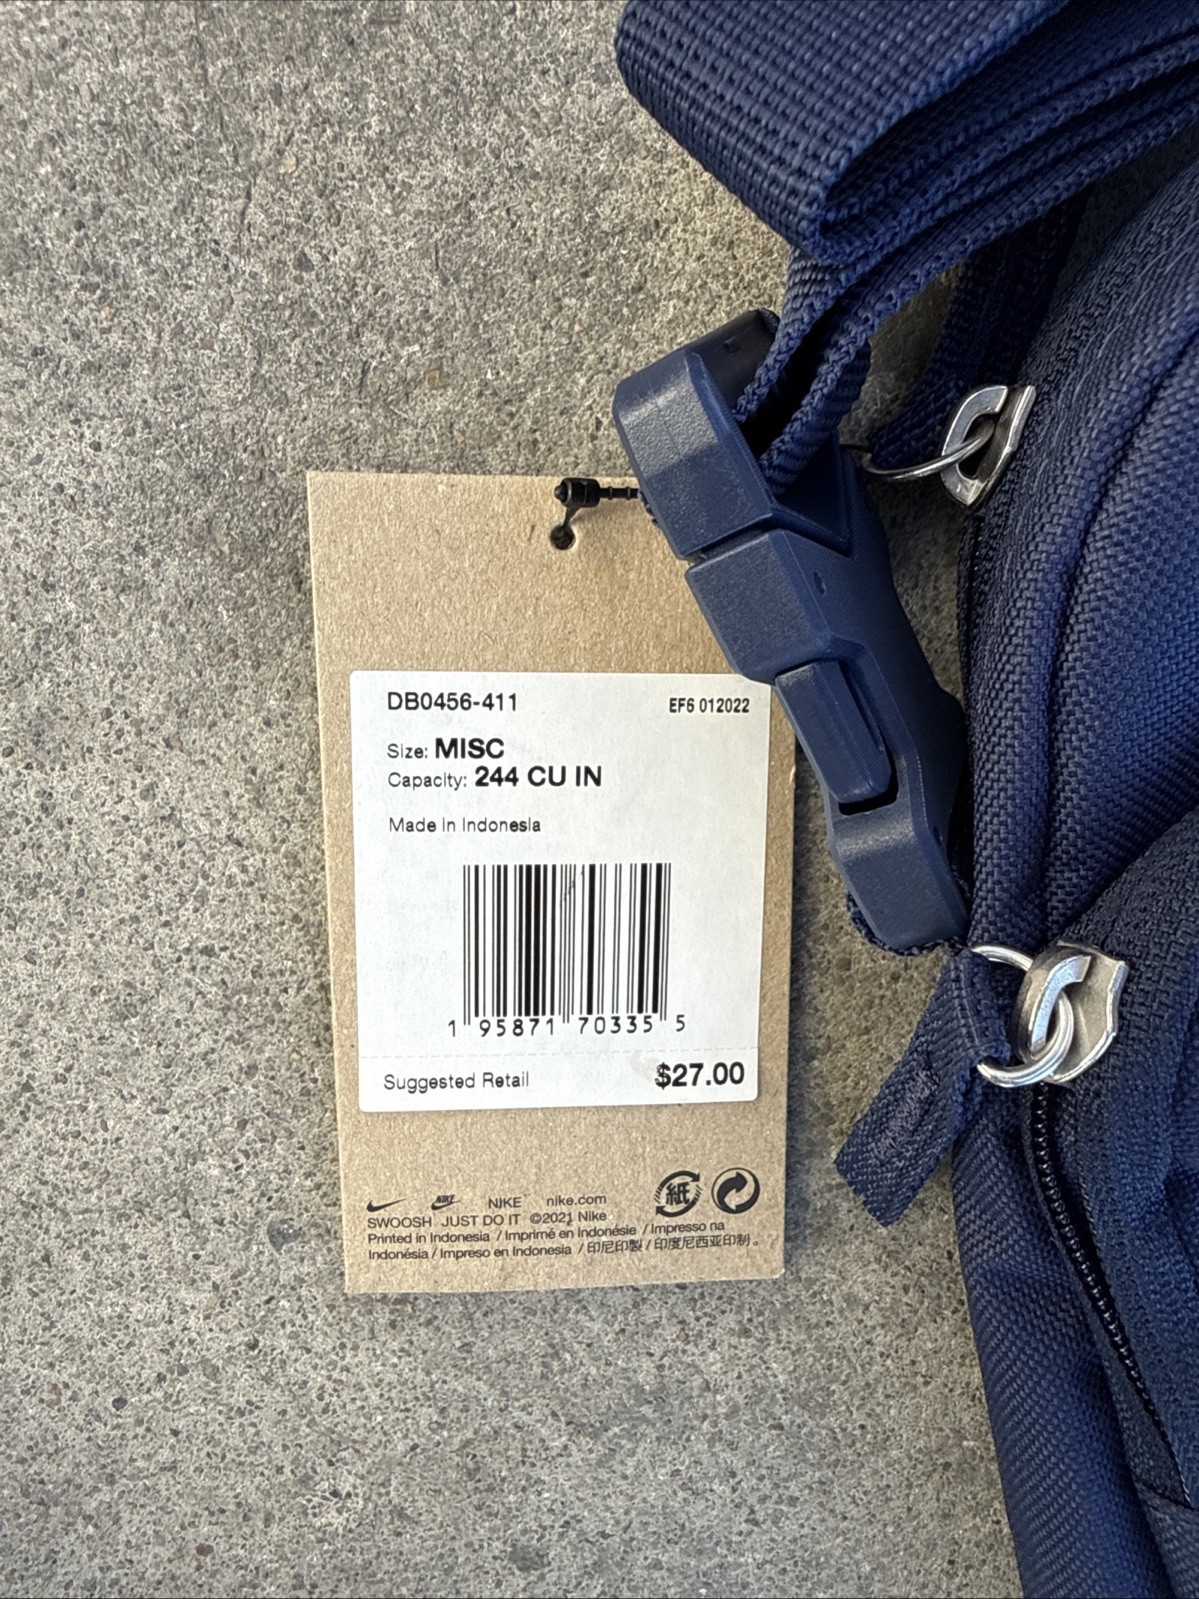 DB0456-411 EF6 012022
Size: MISC
Capacity: 244 CU IN
Made in Indonesia
1 95871 70335 5
Suggested Retail $27.00
紙
NIKE NIKE nike.com
SWOOSH JUST DO IT ©2021 Nike
Printed in Indonesia / Imprimé en Indonésie / Impresso na
Indonésia / Impreso en Indonesia / 印尼印製 / 印度尼西亚印制。